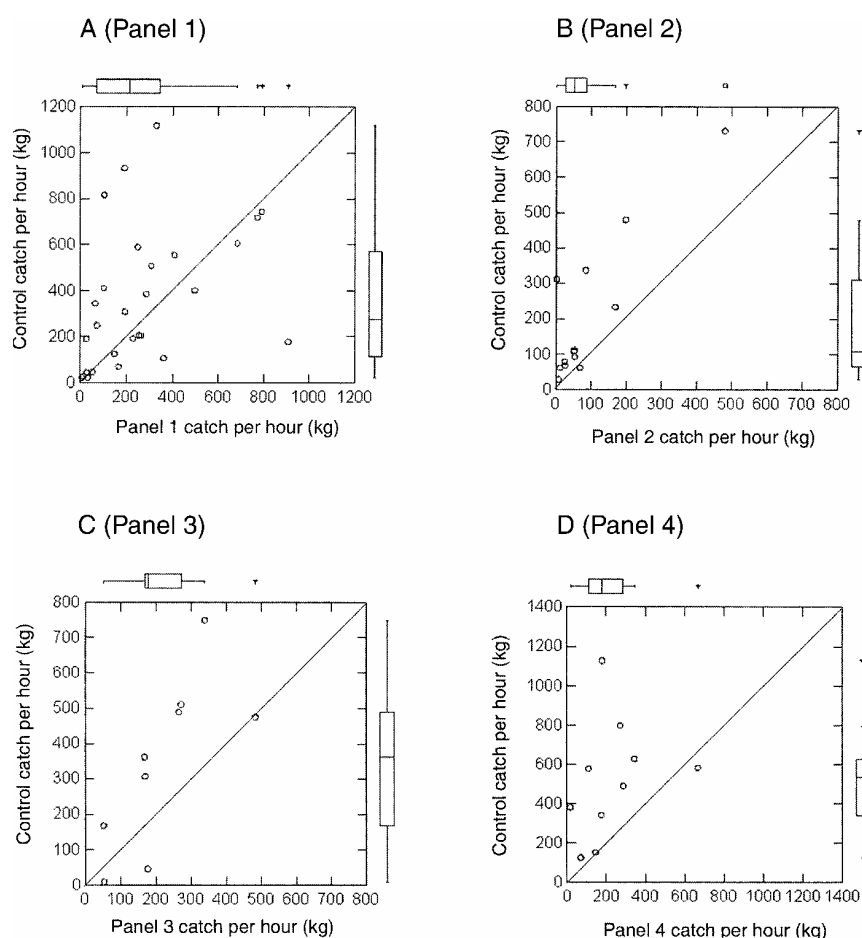 A (Panel 1)
1200
1000
800
600
400
200
0
Control catch per hour (kg)
0 200 400 600 800 1000 1200
Panel 1 catch per hour (kg)
B (Panel 2)
800
700
600
500
400
300
200
100
0
Control catch per hour (kg)
0 100 200 300 400 500 600 700 800
Panel 2 catch per hour (kg)
C (Panel 3)
800
700
600
500
400
300
200
100
0
Control catch per hour (kg)
0 100 200 300 400 500 600 700 800
Panel 3 catch per hour (kg)
D (Panel 4)
1400
1200
1000
800
600
400
200
0
Control catch per hour (kg)
0 200 400 600 800 1000 1200 1400
Panel 4 catch per hour (kg)